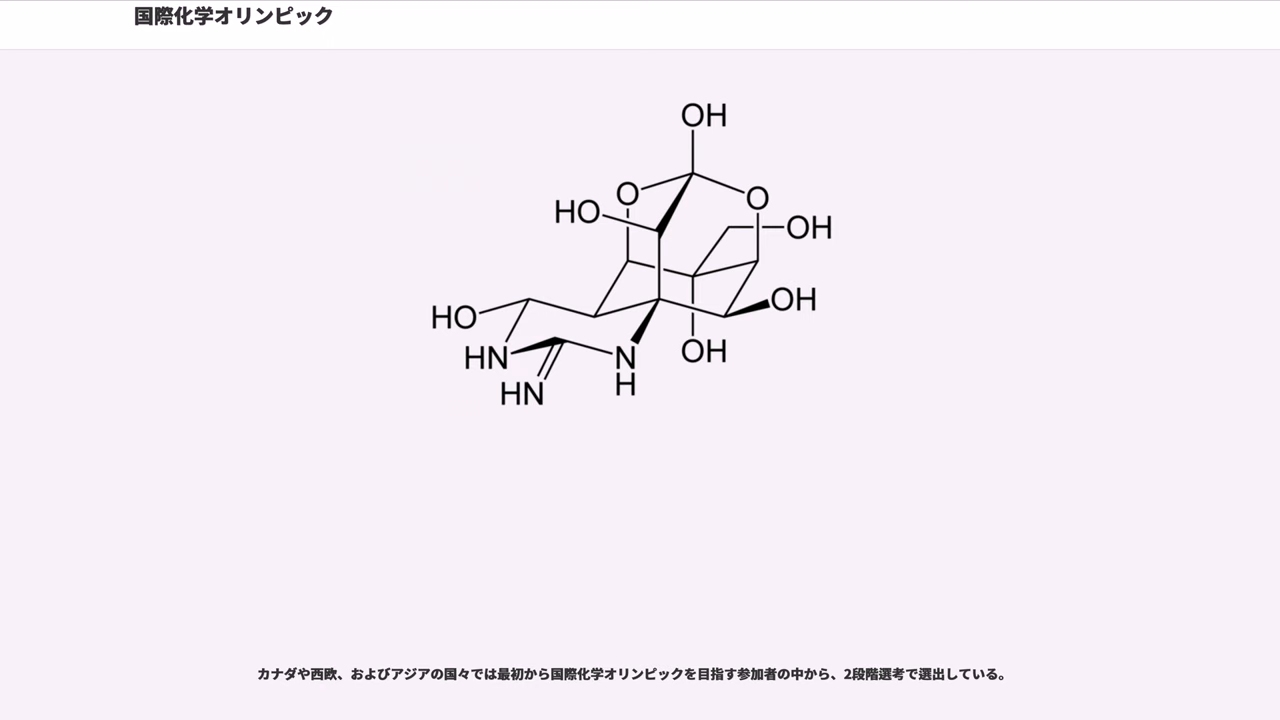 国際化学オリンピック
OH
O
O
HO
OH
HO
OH
HN
N
H
OH
HN
カナダや西欧、およびアジアの国々では最初から国際化学オリンピックを目指す参加者の中から、2段階選考で選出している。